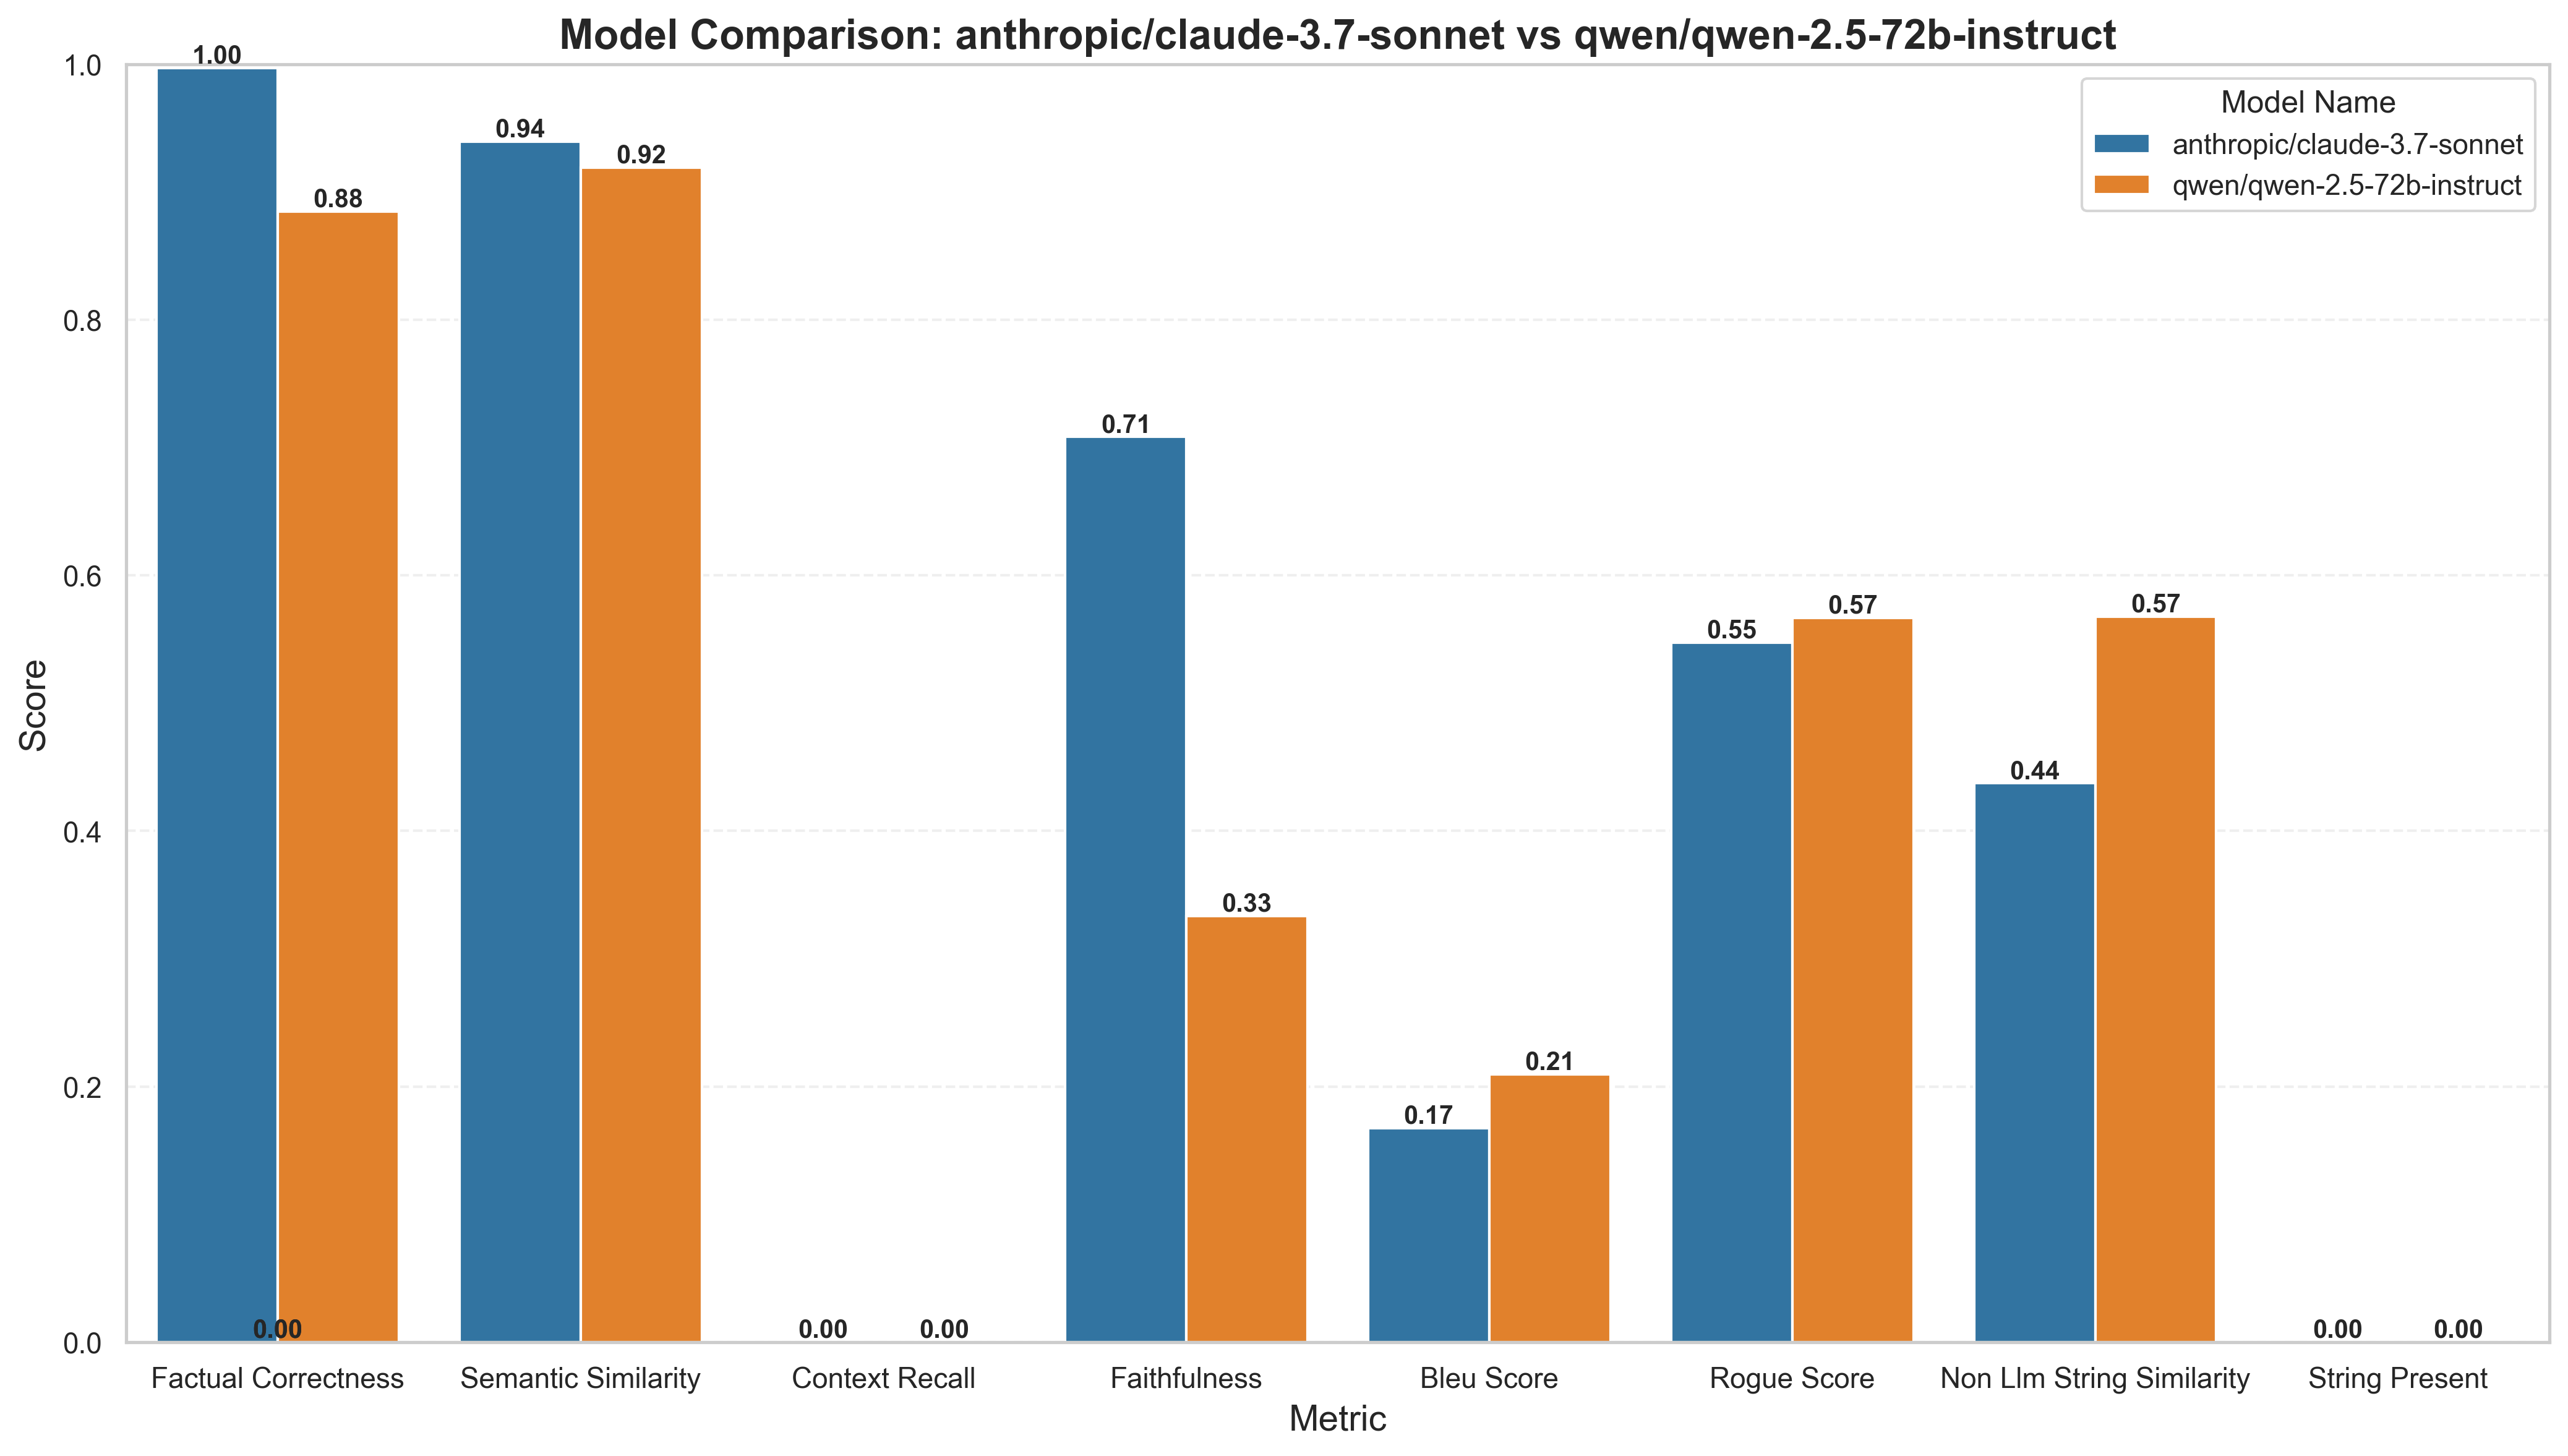 Model Comparison: anthropic/claude-3.7-sonnet vs qwen/qwen-2.5-72b-instruct
Model Name
anthropic/claude-3.7-sonnet
qwen/qwen-2.5-72b-instruct
Score
1.0
0.8
0.6
0.4
0.2
0.0
1.00
0.88
0.00
0.94
0.92
0.00
0.00
0.71
0.33
0.17
0.21
0.55
0.57
0.44
0.57
0.00
0.00
Factual Correctness
Semantic Similarity
Context Recall
Faithfulness
Bleu Score
Rogue Score
Non Llm String Similarity
String Present
Metric